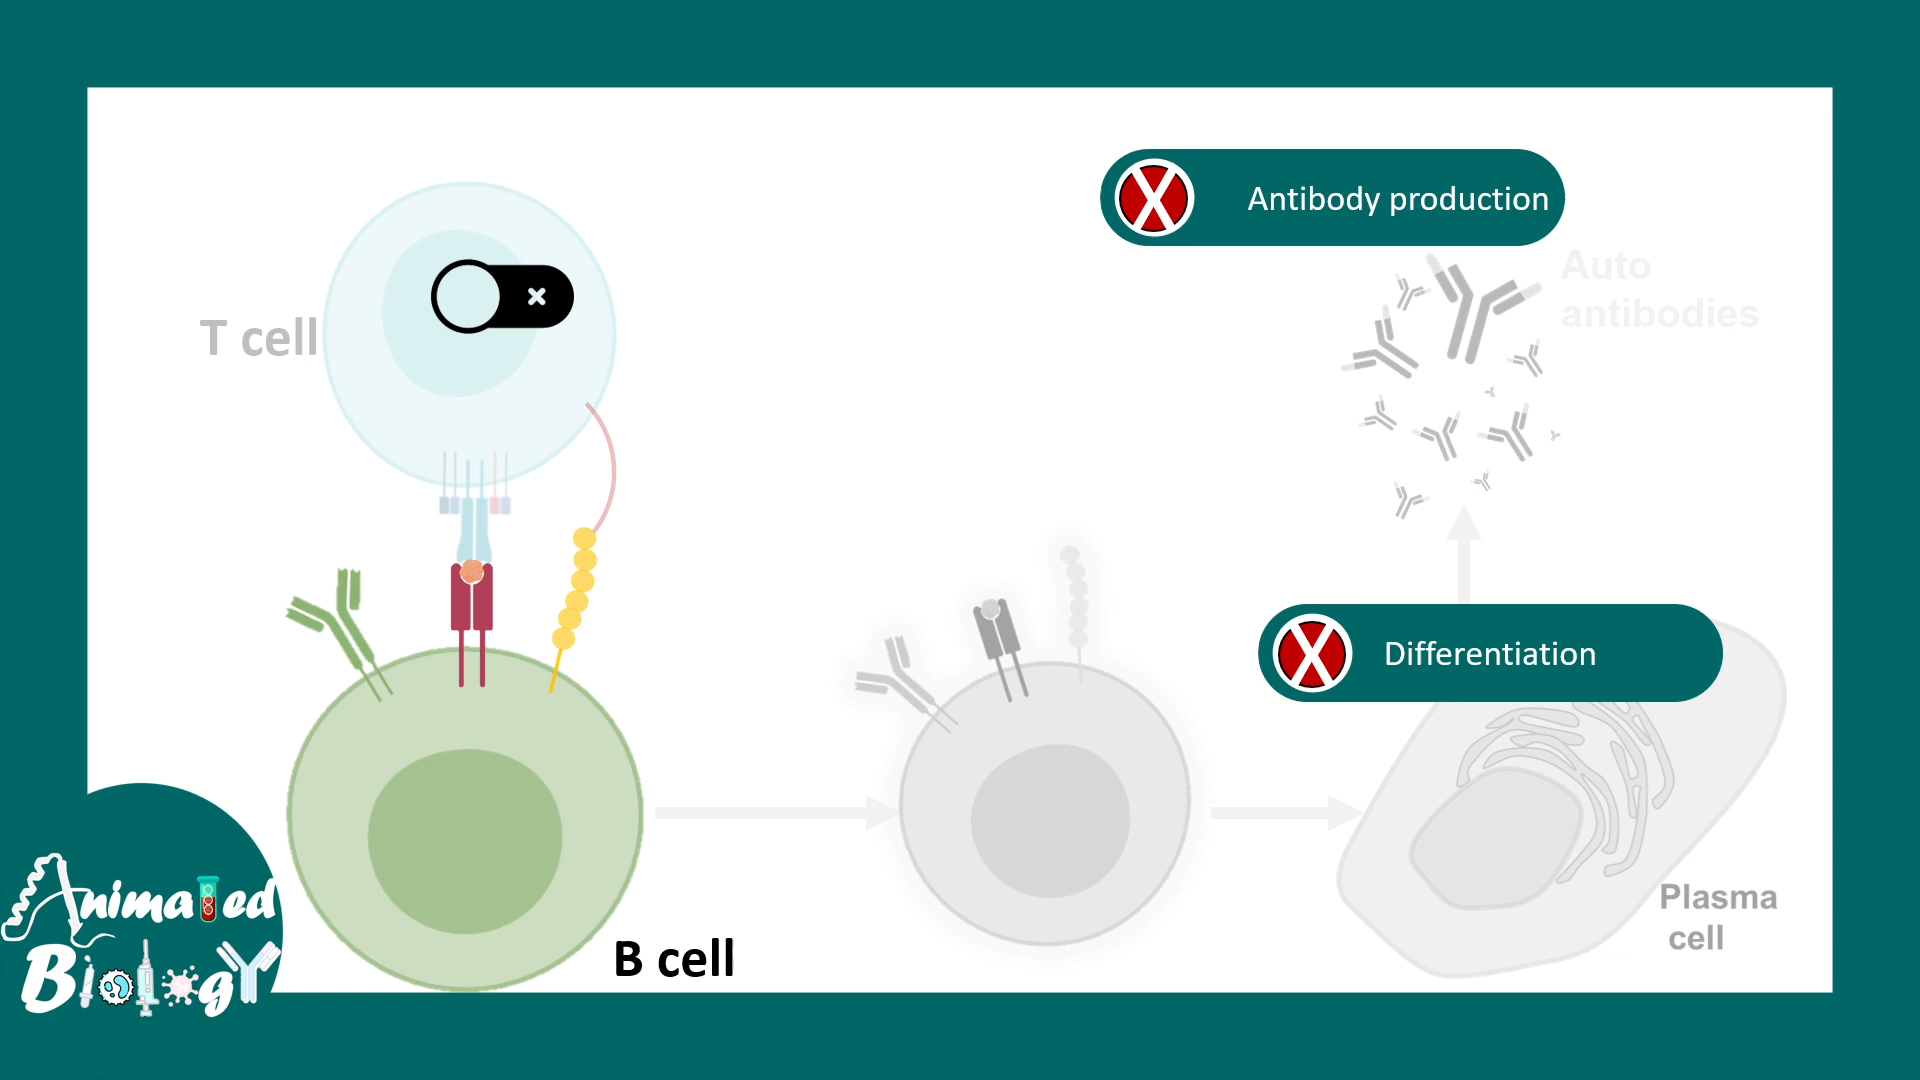 Antibody production
Auto
antibodies
T cell
Differentiation
Plasma
cell
B cell
Animated
Biology